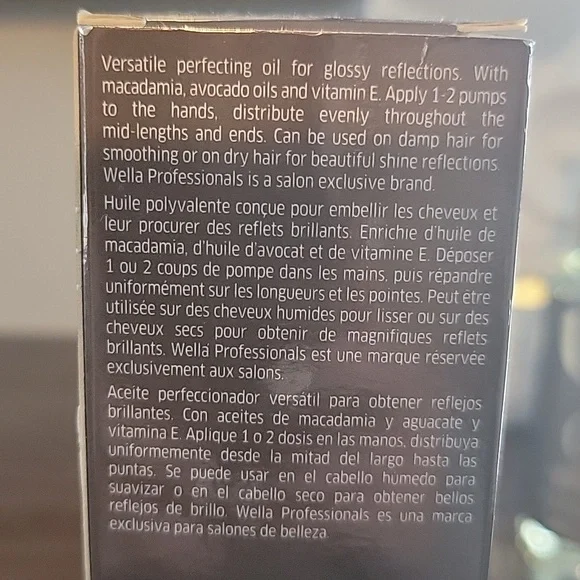 Versatile perfecting oil for glossy reflections. With
macadamia, avocado oils and vitamin E. Apply 1-2 pumps
to the hands, distribute evenly throughout the
mid-lengths and ends. Can be used on damp hair for
smoothing or on dry hair for beautiful shine reflections.
Wella Professionals is a salon exclusive brand.
Huile polyvalente conçue pour embellir les cheveux et
leur procurer des reflets brillants. Enrichie d'huile de
macadamia, d'huile d'avocat et de vitamine E. Déposer
1 ou 2 coups de pompe dans les mains, puis répandre
uniformément sur les longueurs et les pointes. Peut être
utilisée sur des cheveux humides pour lisser ou sur des
cheveux secs pour obtenir de magnifiques reflets
brillants. Wella Professionals est une marque réservée
exclusivement aux salons.
Aceite perfeccionador versátil para obtener reflejos
brillantes. Con aceites de macadamia y aguacate y
vitamina E. Aplique 1 o 2 dosis en las manos, distribuya
uniformemente desde la mitad del largo hasta las
puntas. Se puede usar en el cabello húmedo para
suavizar o en el cabello seco para obtener bellos
reflejos de brillo. Wella Professionals es una marca
exclusiva para salones de belleza.